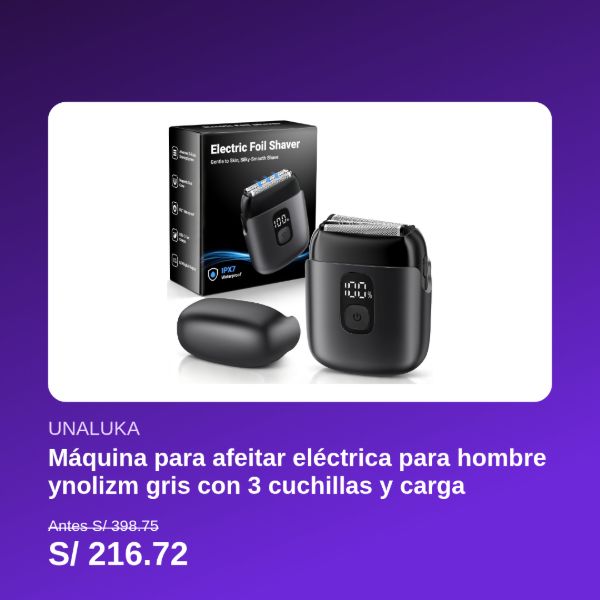 Electric Foil Shaver
Gentle to Skin, Silky-Smooth Shave
100%
IPX7
Waterproof
100%
UNALUKA
Máquina para afeitar eléctrica para hombre
ynolizm gris con 3 cuchillas y carga
Antes S/ 398.75
S/ 216.72